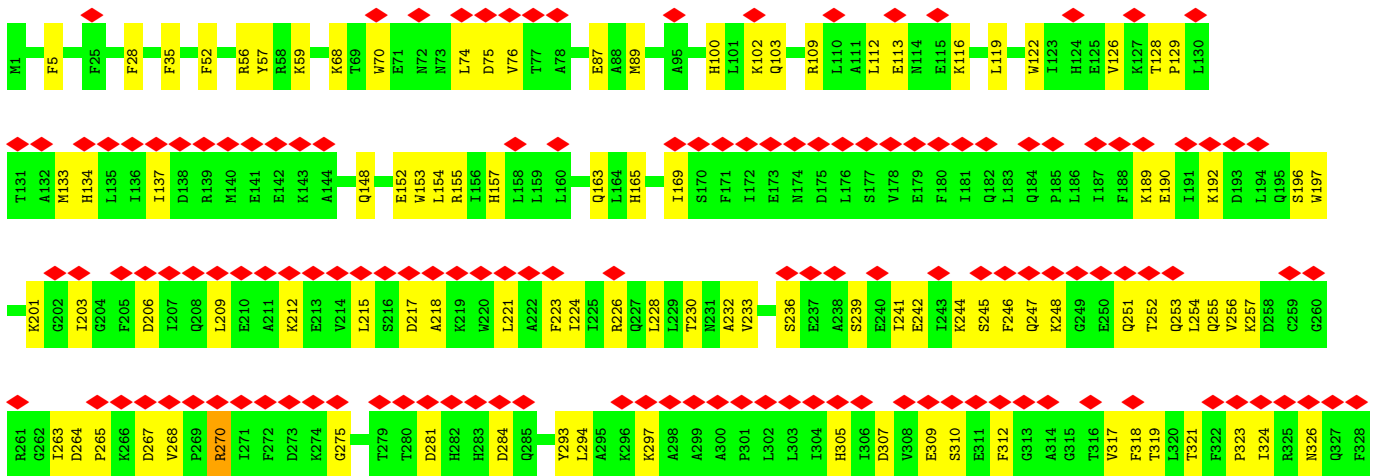 M1 F5 F25 F28 F35 F52 R56 Y57 R58 K59 K68 T69 W70 E71 N72 N73 L74 D75 V76 T77 A78 E87 A88 M89 A95 H100 L101 K102 Q103 R109 L110 A111 L112 E113 N114 E115 K116 L119 W122 I123 H124 E125 V126 K127 T128 P129 L130
T131 A132 M133 H134 L135 I136 I137 D138 R139 M140 E141 E142 K143 A144 Q148 E152 W153 L154 R155 I156 H157 L158 L159 L160 Q163 L164 H165 I169 S170 F171 I172 E173 N174 D175 L176 S177 V178 E179 F180 I181 Q182 L183 Q184 P185 L186 I187 F188 K189 E190 I191 K192 D193 L194 Q195 S196 W197
K201 G202 I203 G204 F205 D206 I207 Q208 L209 E210 A211 K212 E213 V214 L215 S216 D217 A218 K219 W220 L221 A222 F223 I224 I225 R226 Q227 L228 L229 T230 N231 A232 V233 S236 E237 A238 S239 E240 I241 E242 I243 K244 S245 F246 Q247 K248 G249 E250 Q251 T252 Q253 L254 Q255 V256 K257 D258 C259 G260
R261 G262 I263 D264 P265 K266 D267 V268 P269 R270 I271 F272 D273 K274 G275 T279 T280 D281 H282 H283 D284 Q285 Y293 L294 A295 K296 K297 A298 A299 A300 P301 L302 L303 I304 H305 I306 D307 V308 E309 S310 E311 F312 G313 A314 G315 T316 V317 F318 T319 L320 T321 F322 P323 I324 R325 N326 Q327 F328